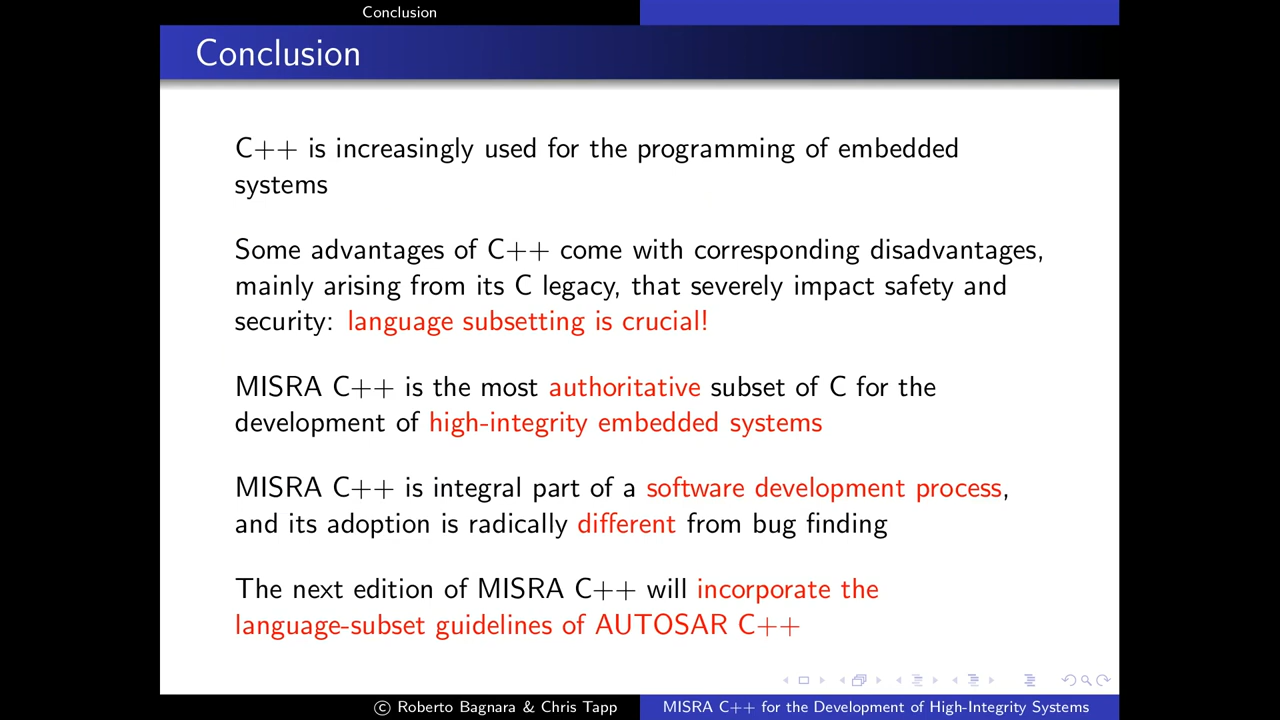 Conclusion
Conclusion
C++ is increasingly used for the programming of embedded
systems
Some advantages of C++ come with corresponding disadvantages,
mainly arising from its C legacy, that severely impact safety and
security: language subsetting is crucial!
MISRA C++ is the most authoritative subset of C for the
development of high-integrity embedded systems
MISRA C++ is integral part of a software development process,
and its adoption is radically different from bug finding
The next edition of MISRA C++ will incorporate the
language-subset guidelines of AUTOSAR C++
© Roberto Bagnara & Chris Tapp
MISRA C++ for the Development of High-Integrity Systems